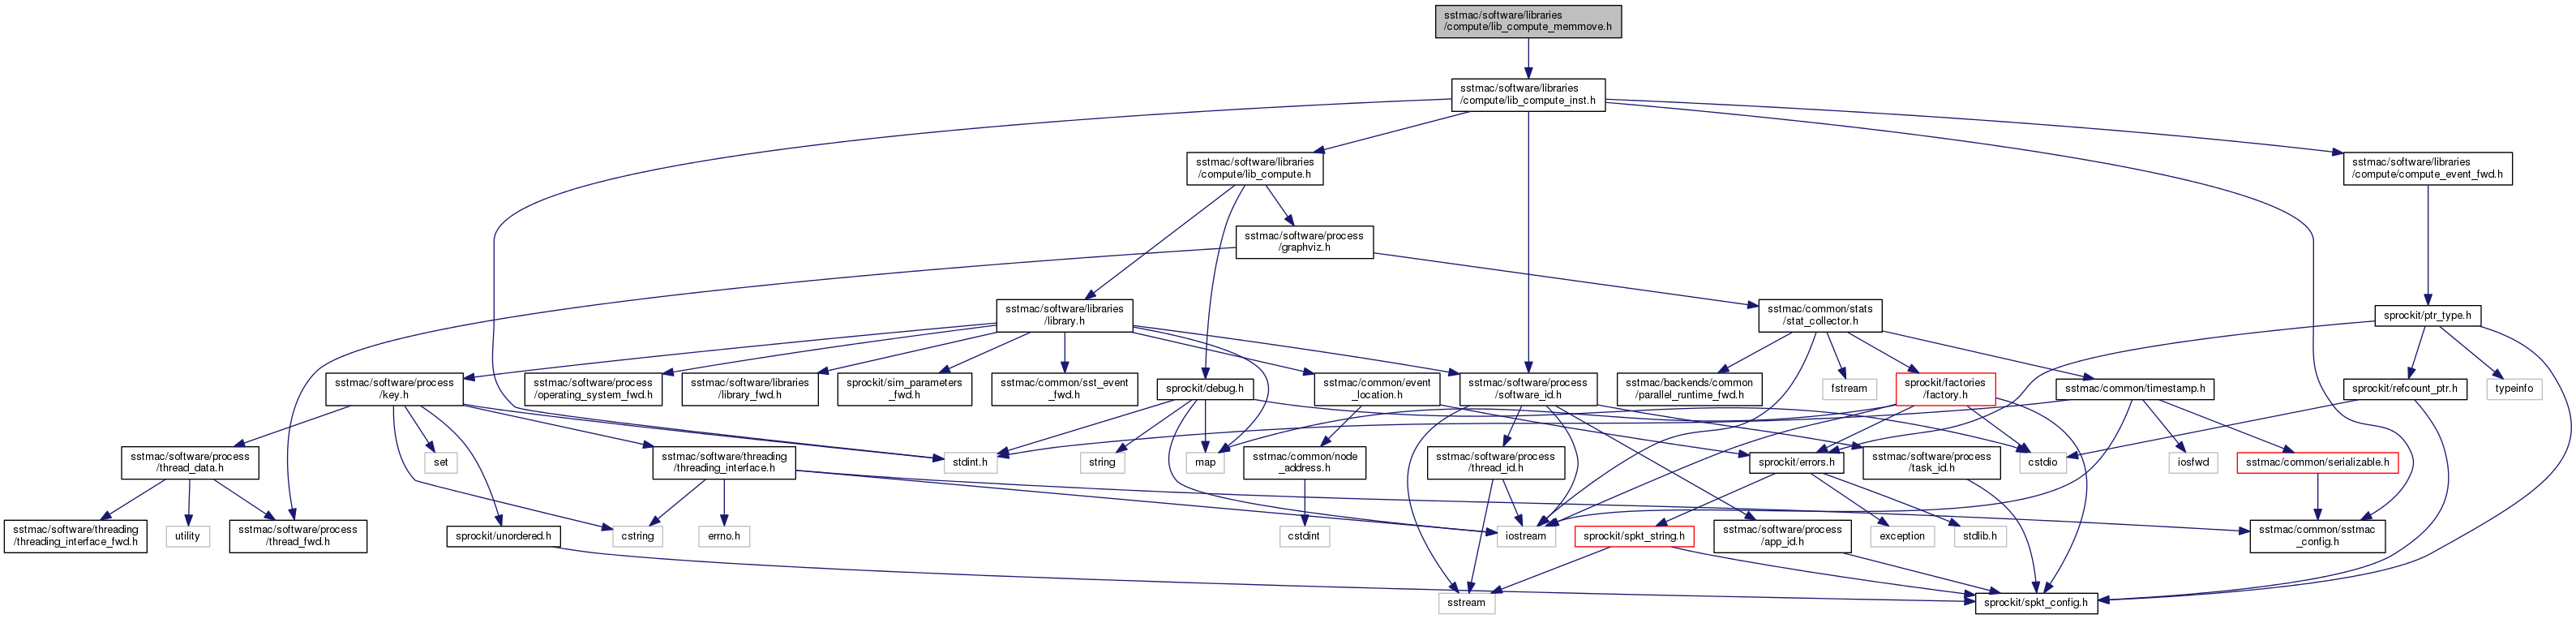 sstmac/software/libraries
/compute/lib_compute_memmove.h
sstmac/software/libraries
/compute/lib_compute_inst.h
sstmac/software/libraries
/compute/lib_compute.h
sstmac/software/libraries
/compute/compute_event_fwd.h
sstmac/software/process
/graphviz.h
sstmac/software/libraries
/library.h
sstmac/common/stats
/stat_collector.h
sprockit/ptr_type.h
sstmac/software/process
/key.h
sstmac/software/process
/operating_system_fwd.h
sstmac/software/libraries
/library_fwd.h
sprockit/sim_parameters
_fwd.h
sstmac/common/sst_event
_fwd.h
sprockit/debug.h
sstmac/common/event
_location.h
sstmac/software/process
/software_id.h
sstmac/backends/common
/parallel_runtime_fwd.h
fstream
sprockit/factories
/factory.h
sstmac/common/timestamp.h
sprockit/refcount_ptr.h
typeinfo
sstmac/software/process
/thread_data.h
set
sstmac/software/threading
/threading_interface.h
stdint.h
string
map
sstmac/common/node
_address.h
sstmac/software/process
/thread_id.h
sprockit/errors.h
sstmac/software/process
/task_id.h
cstdio
iosfwd
sstmac/common/serializable.h
sstmac/software/threading
/threading_interface_fwd.h
utility
sstmac/software/process
/thread_fwd.h
sprockit/unordered.h
cstring
errno.h
cstdint
iostream
sprockit/spkt_string.h
sstmac/software/process
/app_id.h
exception
stdlib.h
sstmac/common/sstmac
_config.h
sstream
sprockit/spkt_config.h